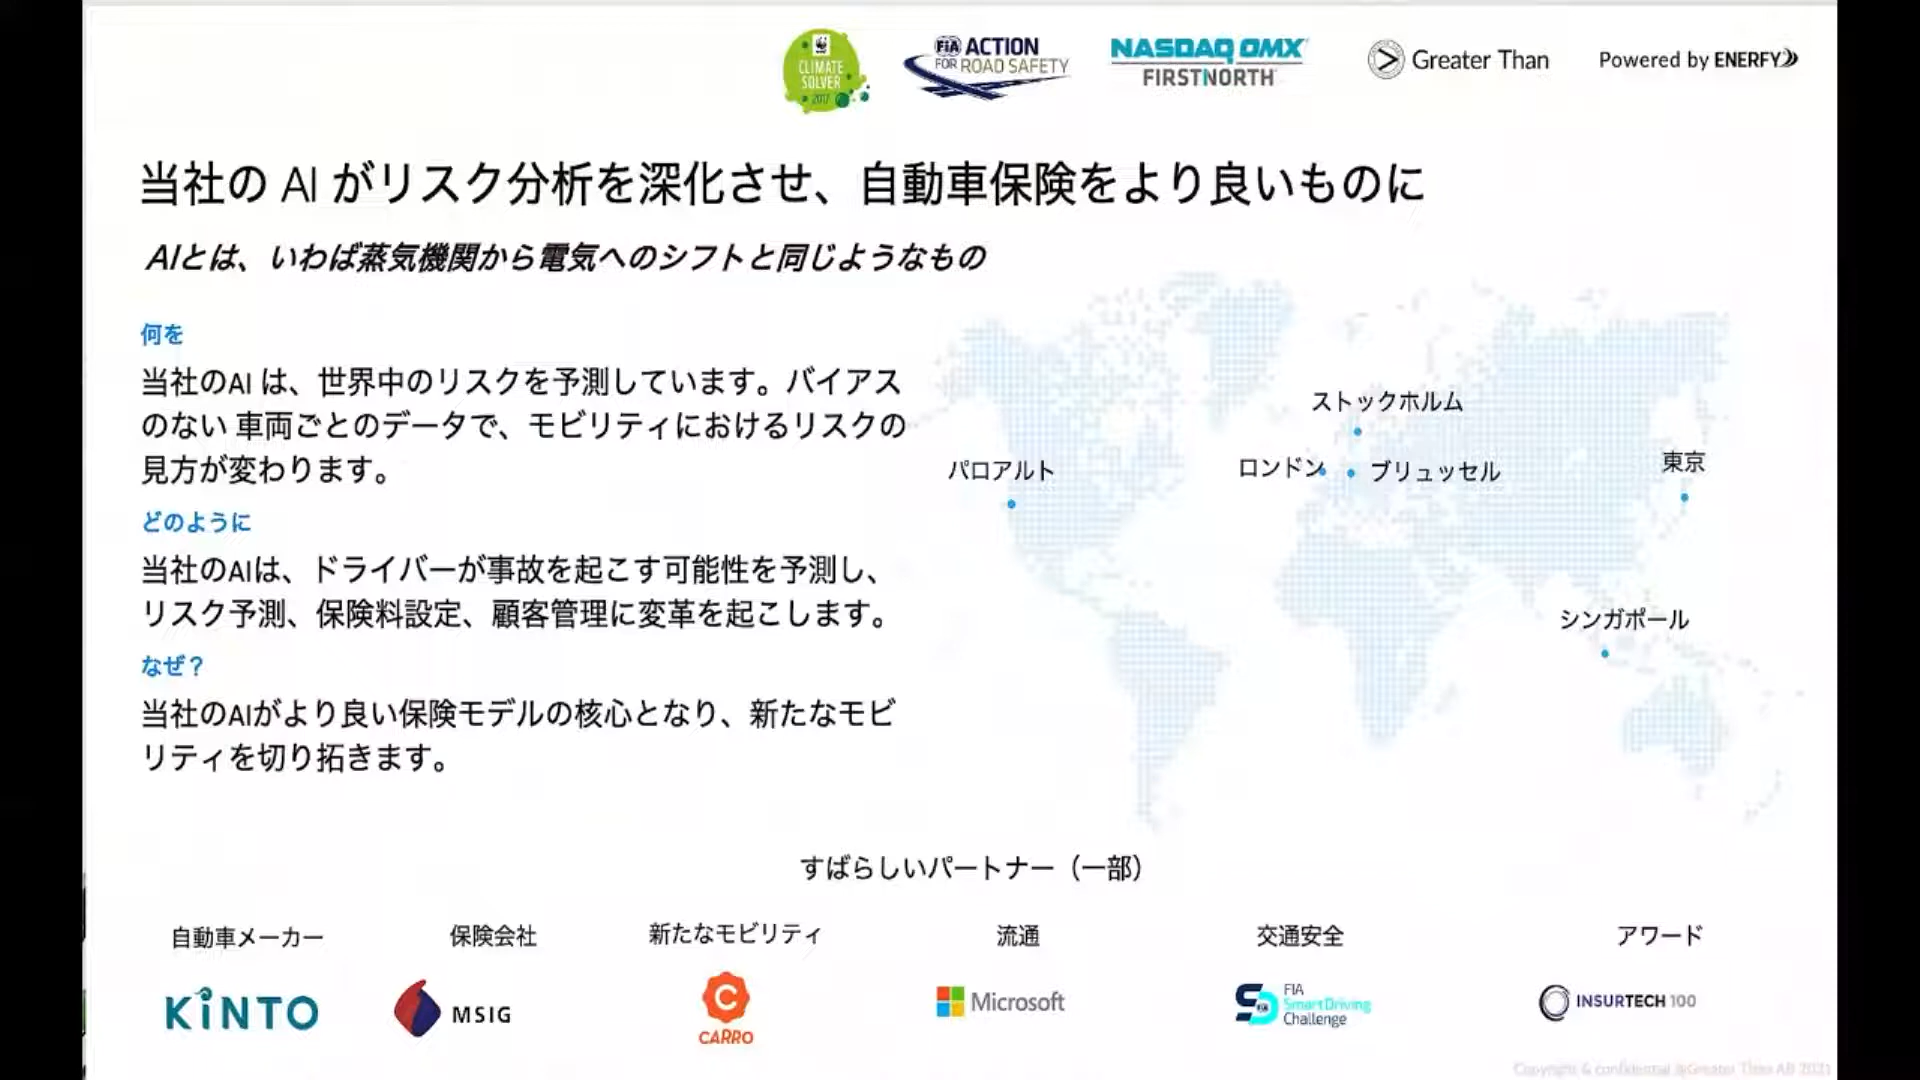 WWF
CLIMATE
SOLVER
2017
FiA ACTION
FOR ROAD SAFETY
NASDAQ OMX
FIRSTNORTH
Greater Than
Powered by ENERFY
当社の AI がリスク分析を深化させ、自動車保険をより良いものに
AIとは、いわば蒸気機関から電気へのシフトと同じようなもの
何を
当社のAI は、世界中のリスクを予測しています。バイアス
のない 車両ごとのデータで、モビリティにおけるリスクの
見方が変わります。
どのように
当社のAIは、ドライバーが事故を起こす可能性を予測し、
リスク予測、保険料設定、顧客管理に変革を起こします。
なぜ？
当社のAIがより良い保険モデルの核心となり、新たなモビ
リティを切り拓きます。
ストックホルム
パロアルト
ロンドン
ブリュッセル
東京
シンガポール
すばらしいパートナー（一部）
自動車メーカー
保険会社
新たなモビリティ
流通
交通安全
アワード
KiNTO
MSIG
C
CARRO
Microsoft
FIA
SmartDriving
Challenge
INSURTECH 100
Copyright & confidential @Greater Than AB 2021